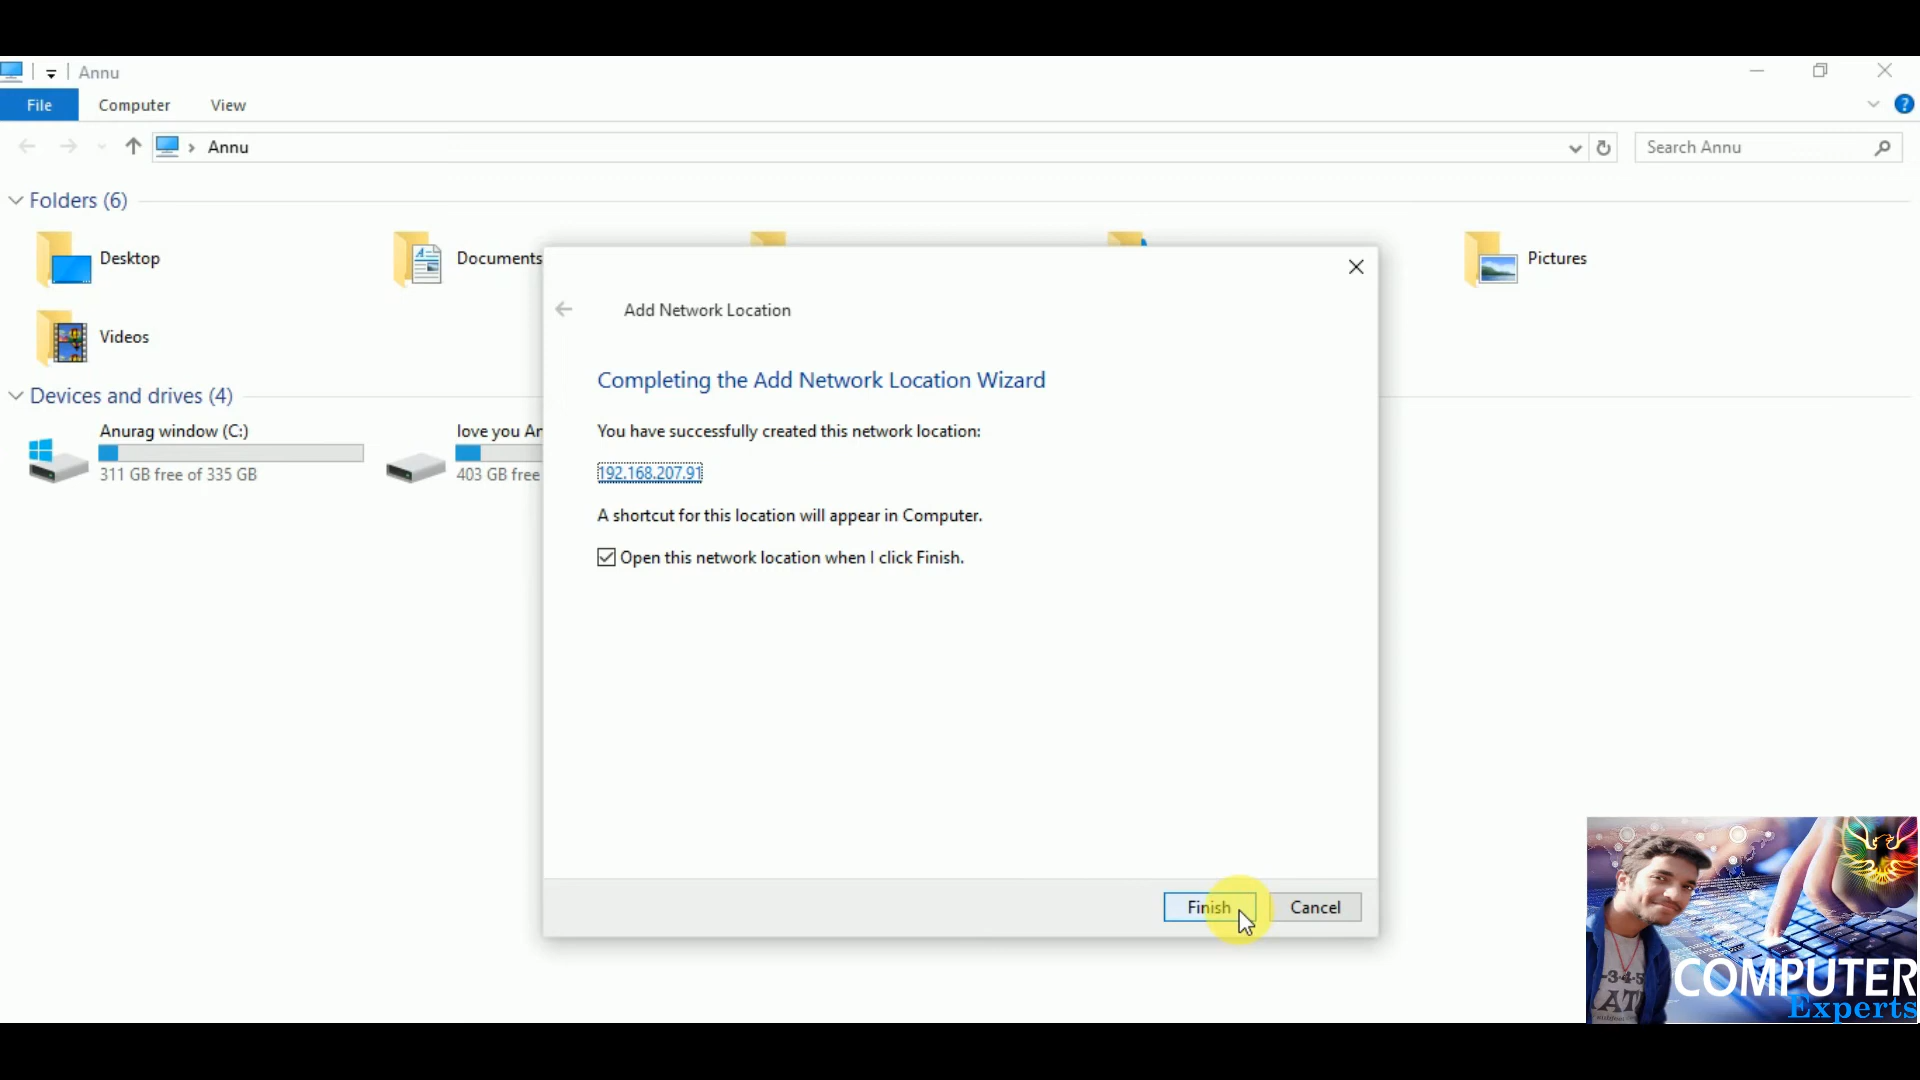 Annu
File Computer View
Annu
Search Annu
Folders (6)
Desktop
Documents
Pictures
Videos
Devices and drives (4)
Anurag window (C:)
311 GB free of 335 GB
love you An
403 GB free
Add Network Location
Completing the Add Network Location Wizard
You have successfully created this network location:
192.168.207.91
A shortcut for this location will appear in Computer.
Open this network location when I click Finish.
Finish Cancel
-3-4-5
COMPUTER
Experts